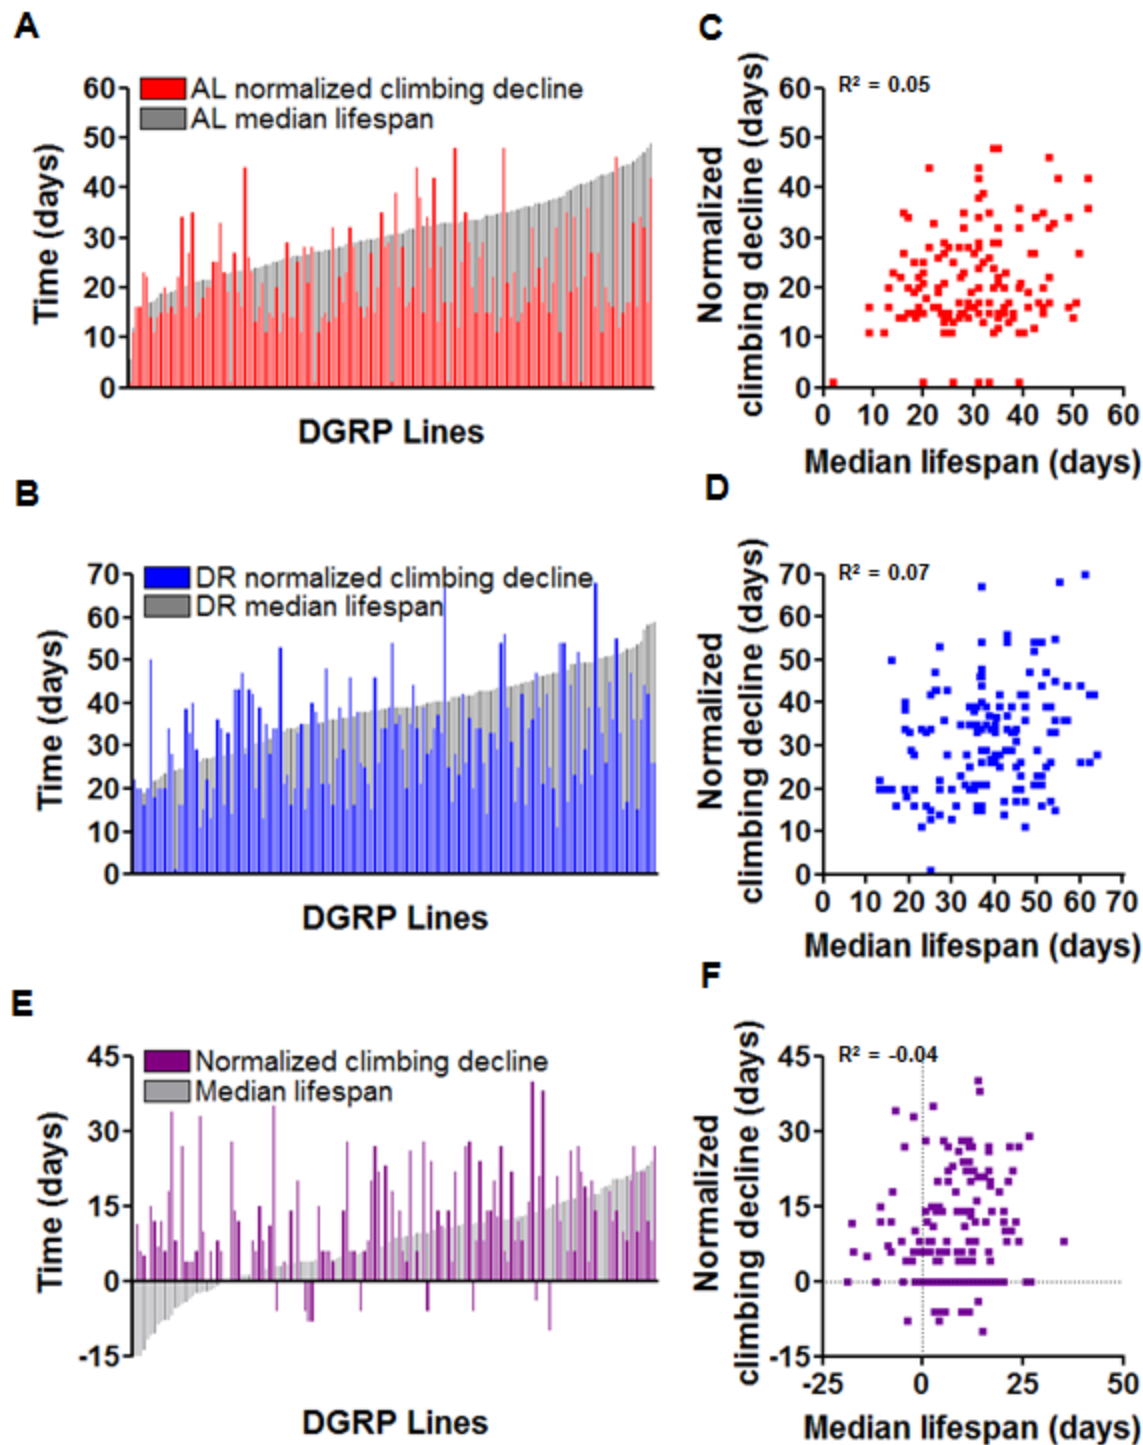 A
AL normalized climbing decline
AL median lifespan
Time (days)
60
50
40
30
20
10
0
DGRP Lines
C
R² = 0.05
Normalized
climbing decline (days)
60
50
40
30
20
10
0
0 10 20 30 40 50 60
Median lifespan (days)
B
DR normalized climbing decline
DR median lifespan
Time (days)
70
60
50
40
30
20
10
0
DGRP Lines
D
R² = 0.07
Normalized
climbing decline (days)
70
60
50
40
30
20
10
0
0 10 20 30 40 50 60 70
Median lifespan (days)
E
Normalized climbing decline
Median lifespan
Time (days)
45
30
15
0
-15
DGRP Lines
F
R² = -0.04
Normalized
climbing decline (days)
45
30
15
0
-15
-25 0 25 50
Median lifespan (days)